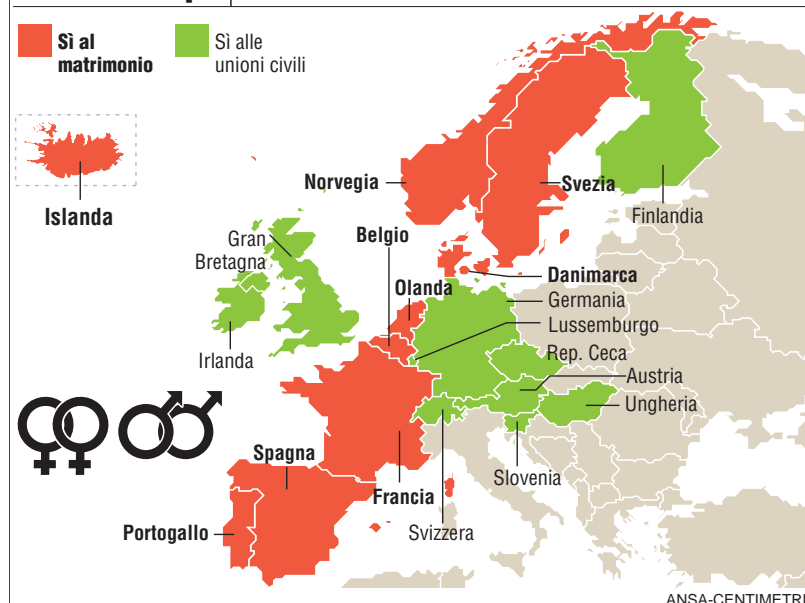 Sì al
matrimonio
Sì alle
unioni civili
Islanda
Norvegia
Svezia
Finlandia
Gran
Bretagna
Belgio
Olanda
Danimarca
Germania
Lussemburgo
Irlanda
Rep. Ceca
Austria
Ungheria
Spagna
Slovenia
Francia
Portogallo
Svizzera
ANSA-CENTIMETRI